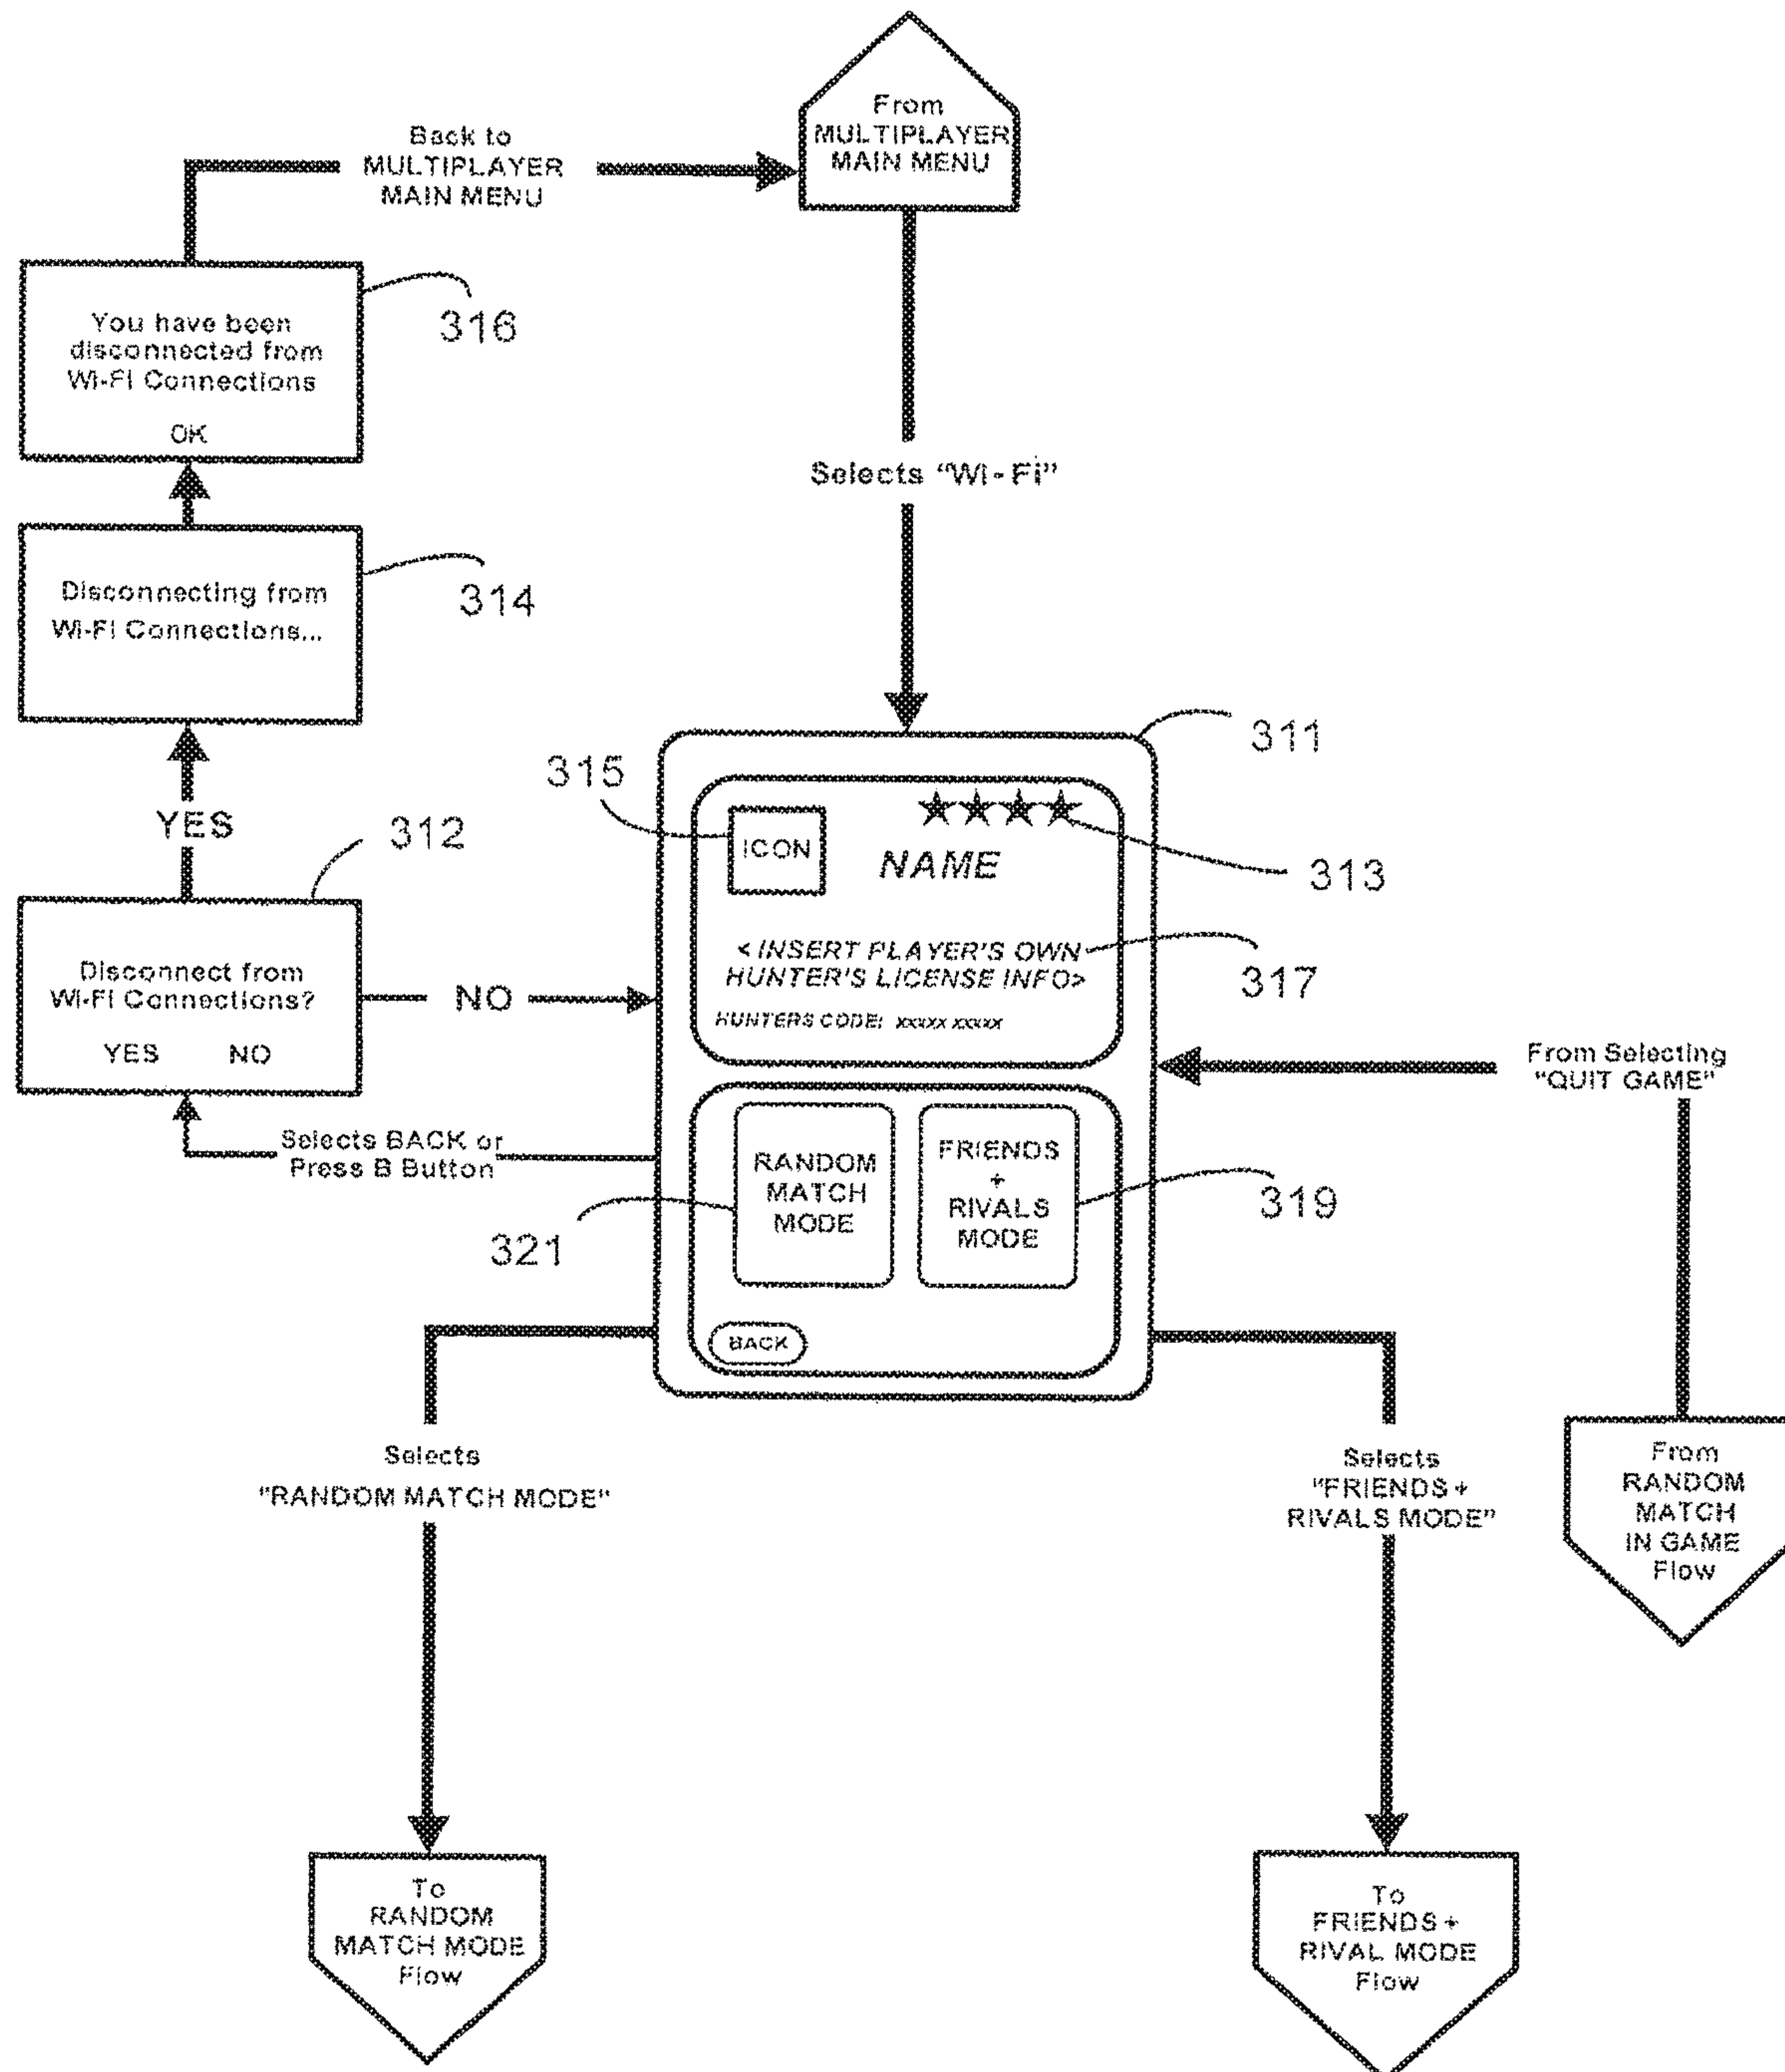 From
MULTIPLAYER
MAIN MENU
Back to
MULTIPLAYER
MAIN MENU
You have been
disconnected from
Wi-Fi Connections
OK
316
Selects "Wi-Fi"
Disconnecting from
Wi-Fi Connections...
314
YES
312
Disconnect from
Wi-Fi Connections?
YES NO
NO
Selects BACK or
Press B Button
311
315
ICON
NAME
313
<INSERT PLAYER'S OWN
HUNTER'S LICENSE INFO>
317
HUNTERS CODE: xxxxx xxxxx
From Selecting
"QUIT GAME"
RANDOM
MATCH
MODE
FRIENDS
+
RIVALS
MODE
319
321
BACK
Selects
"RANDOM MATCH MODE"
Selects
"FRIENDS +
RIVALS MODE"
From
RANDOM
MATCH
IN GAME
Flow
To
RANDOM
MATCH MODE
Flow
To
FRIENDS +
RIVAL MODE
Flow